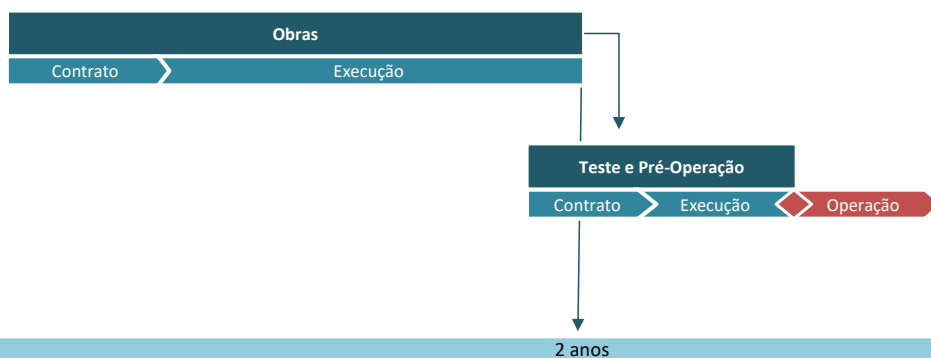 Obras
Contrato
Execução
Teste e Pré-Operação
Contrato
Execução
Operação
2 anos